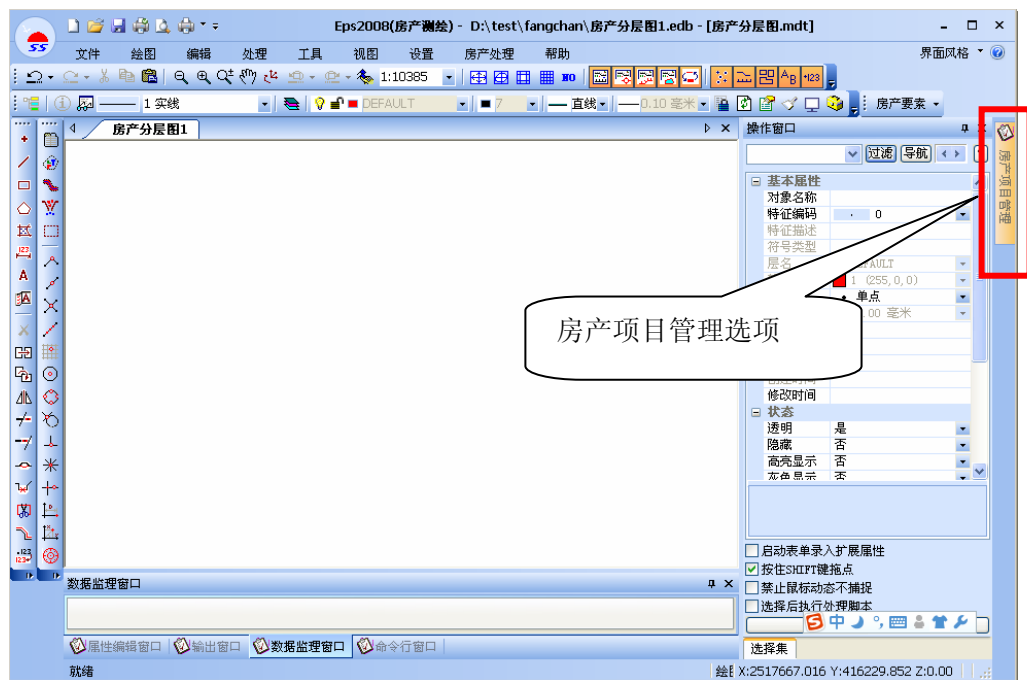 Eps2008(房产测绘) - D:\test\fangchan\房产分层图1.edb - [房产分层图.mdt]
文件 绘图 编辑 处理 工具 视图 设置 房产处理 帮助 界面风格
1:10385
1 实线 DEFAULT 7 直线 0.10 毫米 房产要素
房产分层图1
操作窗口
过滤 导航
房产项目管理
基本属性
对象名称
特征编码 0
特征描述
符号类型
层名
1 (255,0,0)
单点
.00 毫米
房产项目管理选项
修改时间
状态
透明 是
隐藏 否
高亮显示 否
灰色显示 否
启动表单录入扩展属性
按住SHIFT键拖点
禁止鼠标动态不捕捉
选择后执行处理脚本
数据监理窗口
中
属性编辑窗口 输出窗口 数据监理窗口 命令行窗口
选择集
就绪
X:2517667.016 Y:416229.852 Z:0.00